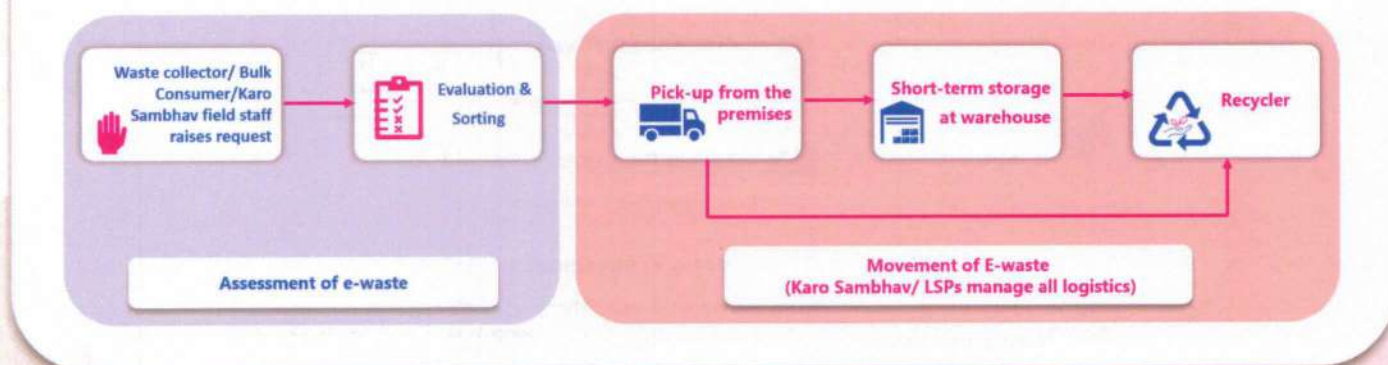 Waste collector/ Bulk
Consumer/Karo
Sambhav field staff
raises request
Evaluation &
Sorting
Pick-up from the
premises
Short-term storage
at warehouse
Recycler
Assessment of e-waste
Movement of E-waste
(Karo Sambhav/ LSPs manage all logistics)